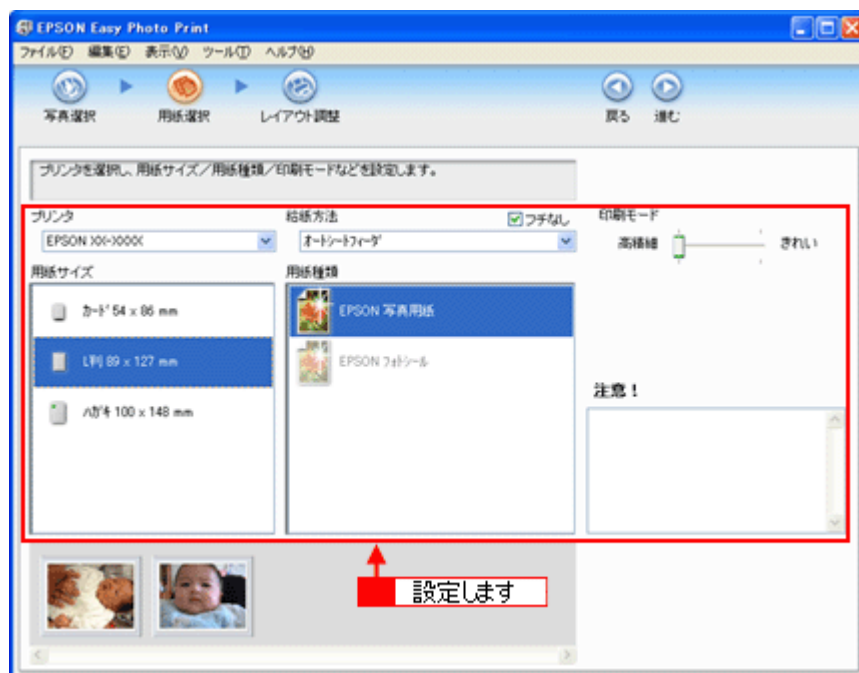 EPSON Easy Photo Print
ファイル(F) 編集(E) 表示(V) ツール(T) ヘルプ(H)
写真選択 用紙選択 レイアウト調整 戻る 進む
プリンタを選択し、用紙サイズ/用紙種類/印刷モードなどを設定します。
プリンタ 給紙方法 フチなし 印刷モード
EPSON XX-XXXX オートシートフィーダ 高精細 きれい
用紙サイズ 用紙種類
カード 54 x 86 mm EPSON 写真用紙
L判 89 x 127 mm EPSON フォトシール
注意!
ハガキ 100 x 148 mm
設定します